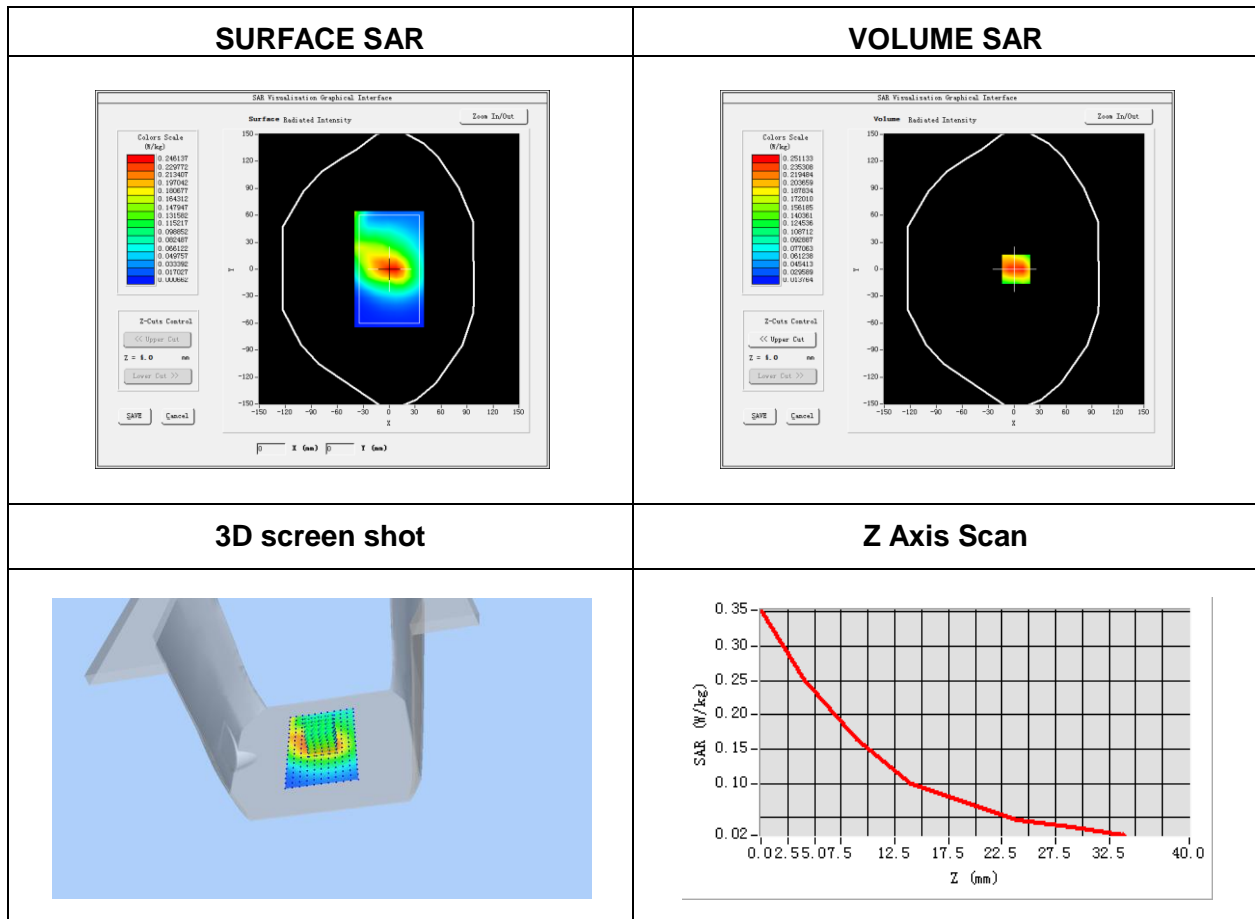 SURFACE SAR
SAR Visualisation Graphical Interface
Surface Radiated Intensity
Zoom In/Out
Colors Scale
(W/kg)
0.246137
0.229772
0.213407
0.197042
0.180677
0.164312
0.147947
0.131582
0.115217
0.098852
0.082487
0.066122
0.049757
0.033392
0.017027
0.000662
Z-Cuts Control
<< Upper Cut
Z = 4.0 mm
Lower Cut >>
SAVE Cancel
150
120
90
60
30
0
-30
-60
-90
-120
-150
Y
-150 -120 -90 -60 -30 0 30 60 90 120 150
X
0 X (mm) 0 Y (mm)
VOLUME SAR
SAR Visualisation Graphical Interface
Volume Radiated Intensity
Zoom In/Out
Colors Scale
(W/kg)
0.251133
0.235308
0.219484
0.203659
0.187834
0.172010
0.156185
0.140361
0.124536
0.108712
0.092887
0.077063
0.061238
0.045413
0.029589
0.013764
Z-Cuts Control
<< Upper Cut
Z = 4.0 mm
Lower Cut >>
SAVE Cancel
150
120
90
60
30
0
-30
-60
-90
-120
-150
Y
-150 -120 -90 -60 -30 0 30 60 90 120 150
X
3D screen shot
Z Axis Scan
0.35
0.30
0.25
0.20
0.15
0.10
0.02
SAR (W/kg)
0.0 2.5 5.0 7.5 12.5 17.5 22.5 27.5 32.5 40.0
Z (mm)